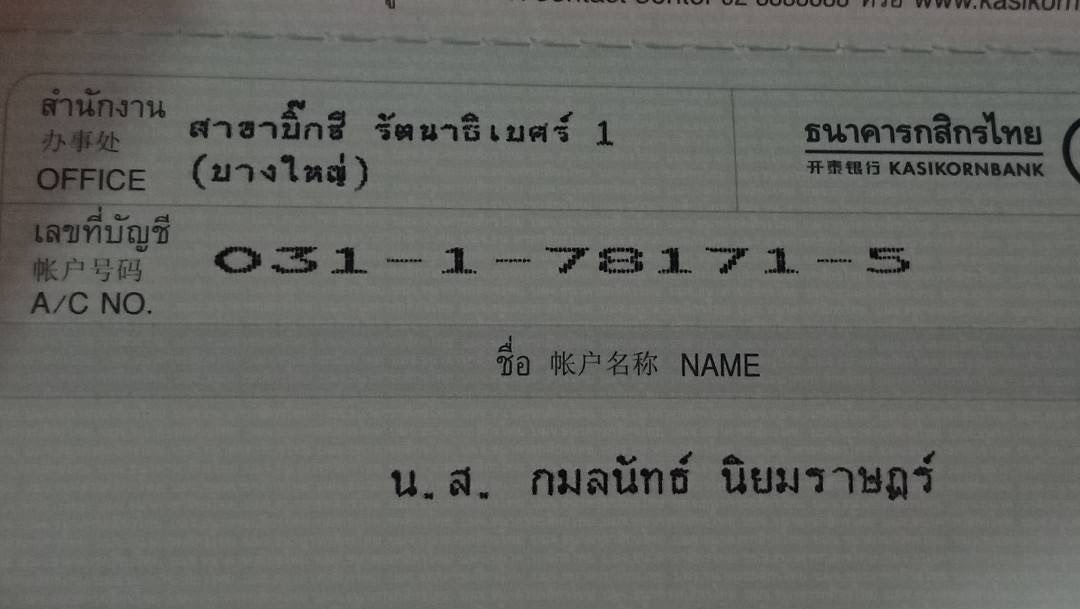 Contact Center 02-8888888 หรือ www.kasikorn
สำนักงาน
办事处
OFFICE
สาขาบิ๊กซี รัตนาธิเบศร์ 1
(บางใหญ่)
ธนาคารกสิกรไทย
开泰银行 KASIKORNBANK
เลขที่บัญชี
帐户号码
A/C NO.
031-1-78171-5
ชื่อ 帐户名称 NAME
น.ส. กมลนัทธ์ นิยมราษฎร์